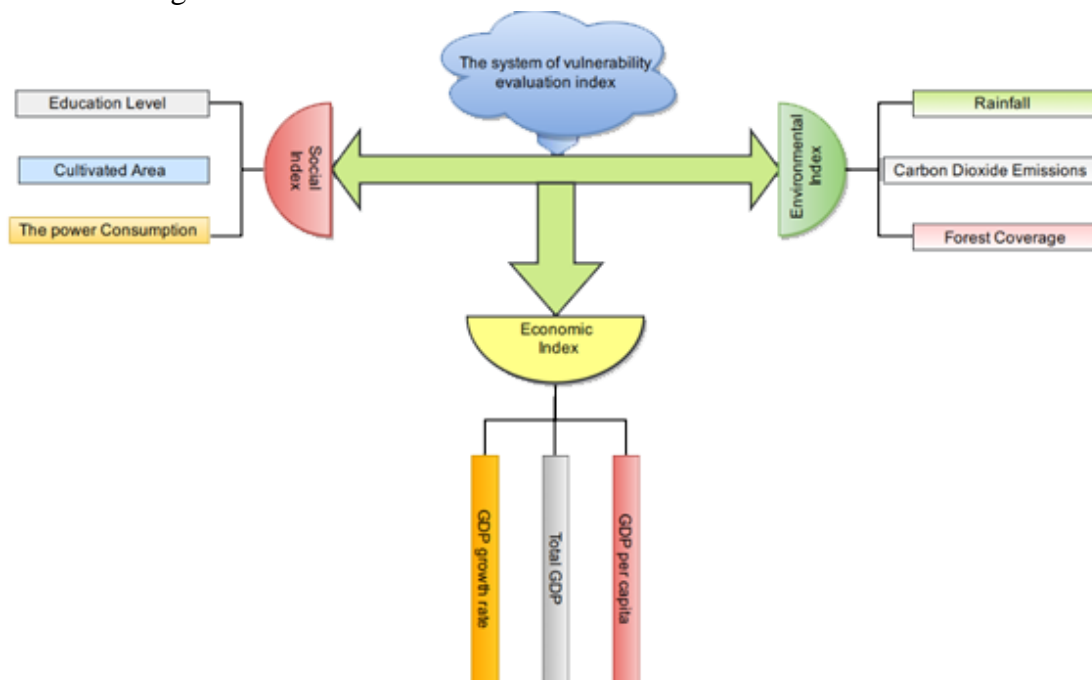 The system of vulnerability
evaluation index
Education Level
Cultivated Area
The power Consumption
Social
Index
Environmental
Index
Rainfall
Carbon Dioxide Emissions
Forest Coverage
Economic
Index
GDP growth rate
Total GDP
GDP per capita